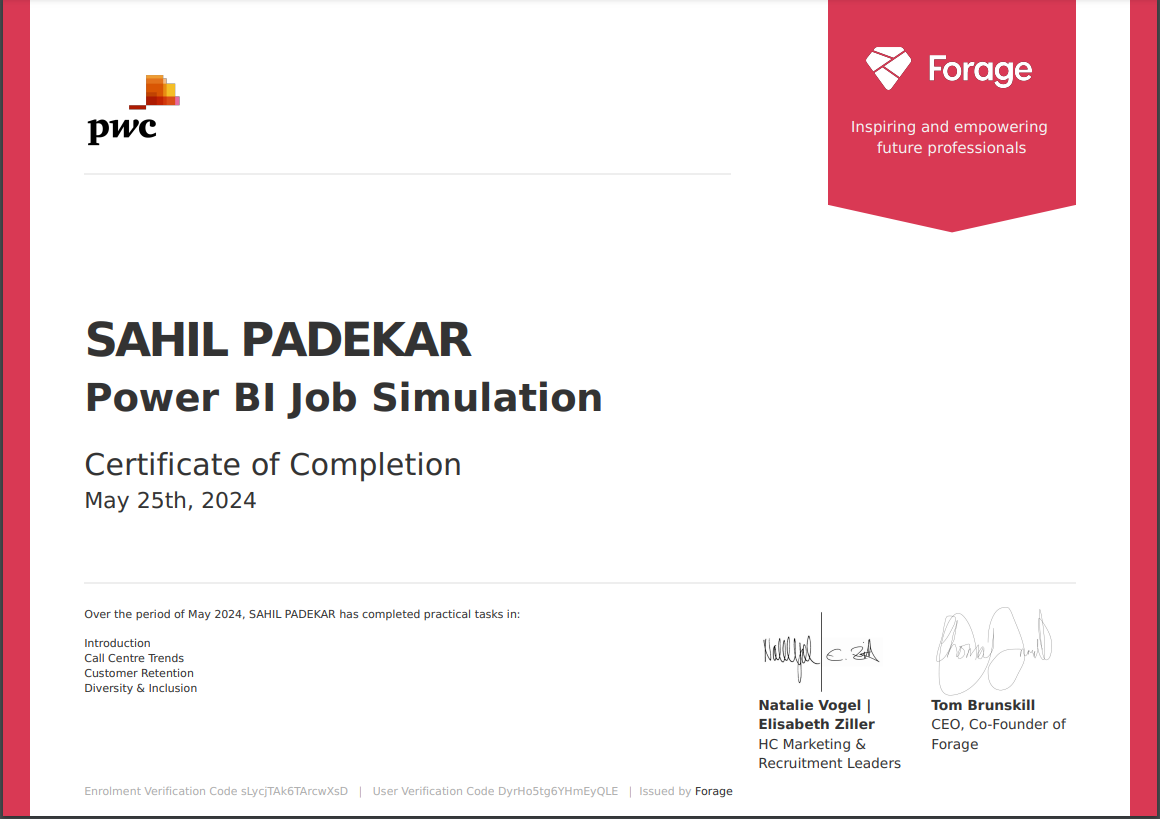 pwc
Forage
Inspiring and empowering
future professionals
SAHIL PADEKAR
Power BI Job Simulation
Certificate of Completion
May 25th, 2024
Over the period of May 2024, SAHIL PADEKAR has completed practical tasks in:
Introduction
Call Centre Trends
Customer Retention
Diversity & Inclusion
Natalie Vogel |
Elisabeth Ziller
HC Marketing &
Recruitment Leaders
Tom Brunskill
CEO, Co-Founder of
Forage
Enrolment Verification Code sLycjTAk6TArcwXsD | User Verification Code DyrHo5tg6YHmEyQLE | Issued by Forage